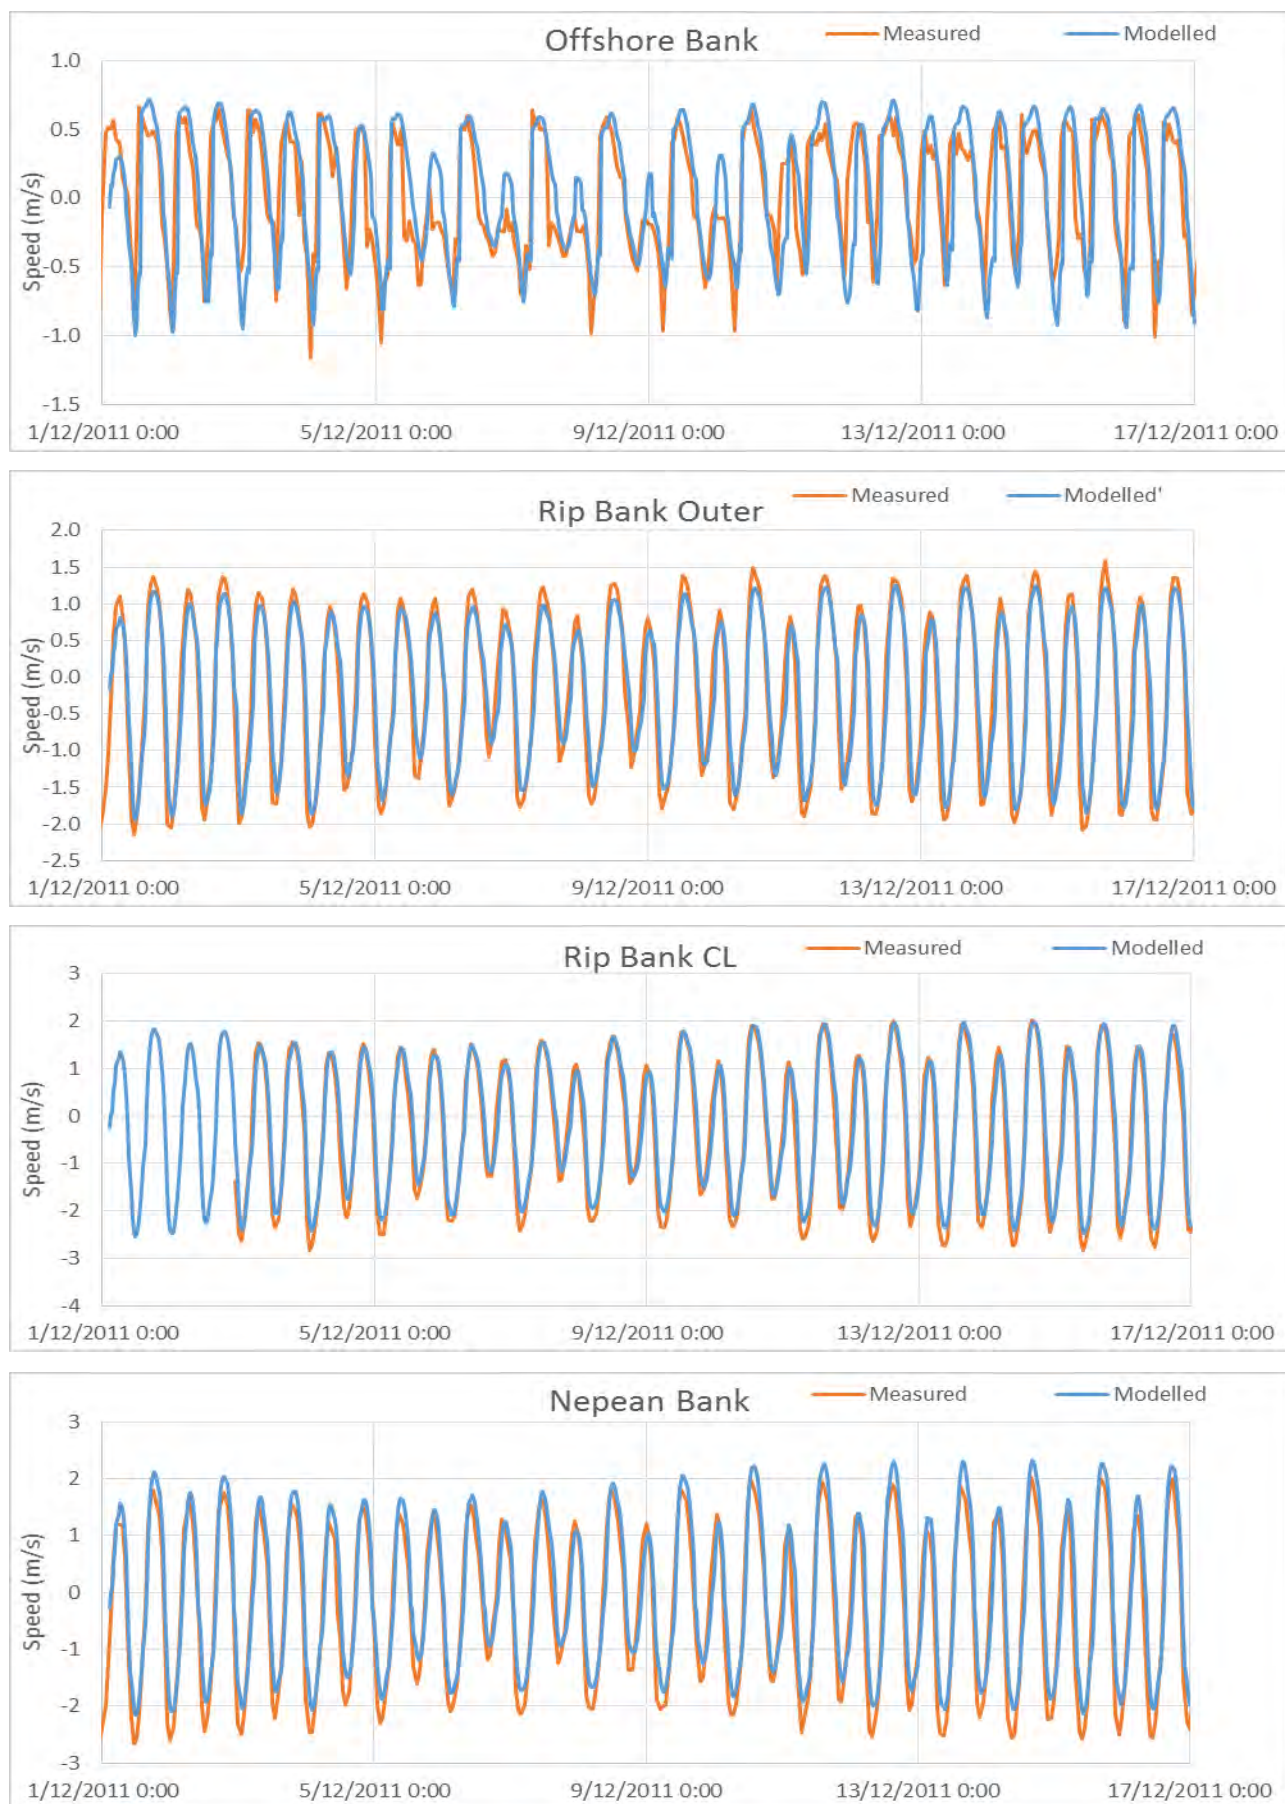 Offshore Bank
Measured Modelled
1.0
0.5
0.0
-0.5
-1.0
-1.5
Speed (m/s)
1/12/2011 0:00 5/12/2011 0:00 9/12/2011 0:00 13/12/2011 0:00 17/12/2011 0:00
Rip Bank Outer
Measured Modelled'
2.0
1.5
1.0
0.5
0.0
-0.5
-1.0
-1.5
-2.0
-2.5
Speed (m/s)
1/12/2011 0:00 5/12/2011 0:00 9/12/2011 0:00 13/12/2011 0:00 17/12/2011 0:00
Rip Bank CL
Measured Modelled
3
2
1
0
-1
-2
-3
-4
Speed (m/s)
1/12/2011 0:00 5/12/2011 0:00 9/12/2011 0:00 13/12/2011 0:00 17/12/2011 0:00
Nepean Bank
Measured Modelled
3
2
1
0
-1
-2
-3
Speed (m/s)
1/12/2011 0:00 5/12/2011 0:00 9/12/2011 0:00 13/12/2011 0:00 17/12/2011 0:00